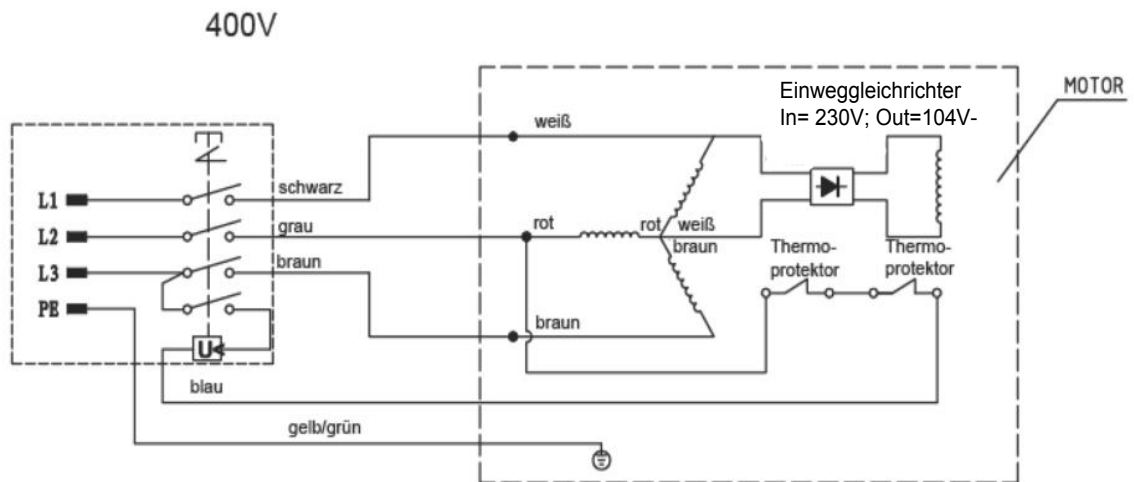 400V
Einweggleichrichter
In= 230V; Out=104V-
MOTOR
weiß
schwarz
L1
grau
rot
rot
weiß
L2
braun
braun
Thermo-
protektor
Thermo-
protektor
L3
PE
braun
U<
blau
gelb/grün